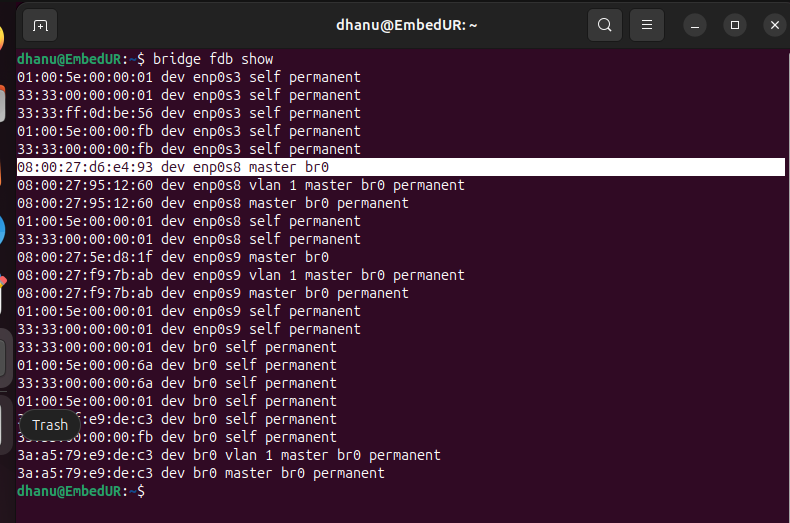 dhanu@EmbedUR: ~
dhanu@EmbedUR:~$ bridge fdb show
01:00:5e:00:00:01 dev enp0s3 self permanent
33:33:00:00:00:01 dev enp0s3 self permanent
33:33:ff:0d:be:56 dev enp0s3 self permanent
01:00:5e:00:00:fb dev enp0s3 self permanent
33:33:00:00:00:fb dev enp0s3 self permanent
08:00:27:d6:e4:93 dev enp0s8 master br0
08:00:27:95:12:60 dev enp0s8 vlan 1 master br0 permanent
08:00:27:95:12:60 dev enp0s8 master br0 permanent
01:00:5e:00:00:01 dev enp0s8 self permanent
33:33:00:00:00:01 dev enp0s8 self permanent
08:00:27:5e:d8:1f dev enp0s9 master br0
08:00:27:f9:7b:ab dev enp0s9 vlan 1 master br0 permanent
08:00:27:f9:7b:ab dev enp0s9 master br0 permanent
01:00:5e:00:00:01 dev enp0s9 self permanent
33:33:00:00:00:01 dev enp0s9 self permanent
33:33:00:00:00:01 dev br0 self permanent
01:00:5e:00:00:6a dev br0 self permanent
33:33:00:00:00:6a dev br0 self permanent
01:00:5e:00:00:01 dev br0 self permanent
:e9:de:c3 dev br0 self permanent
Trash
:00:00:fb dev br0 self permanent
3a:a5:79:e9:de:c3 dev br0 vlan 1 master br0 permanent
3a:a5:79:e9:de:c3 dev br0 master br0 permanent
dhanu@EmbedUR:~$